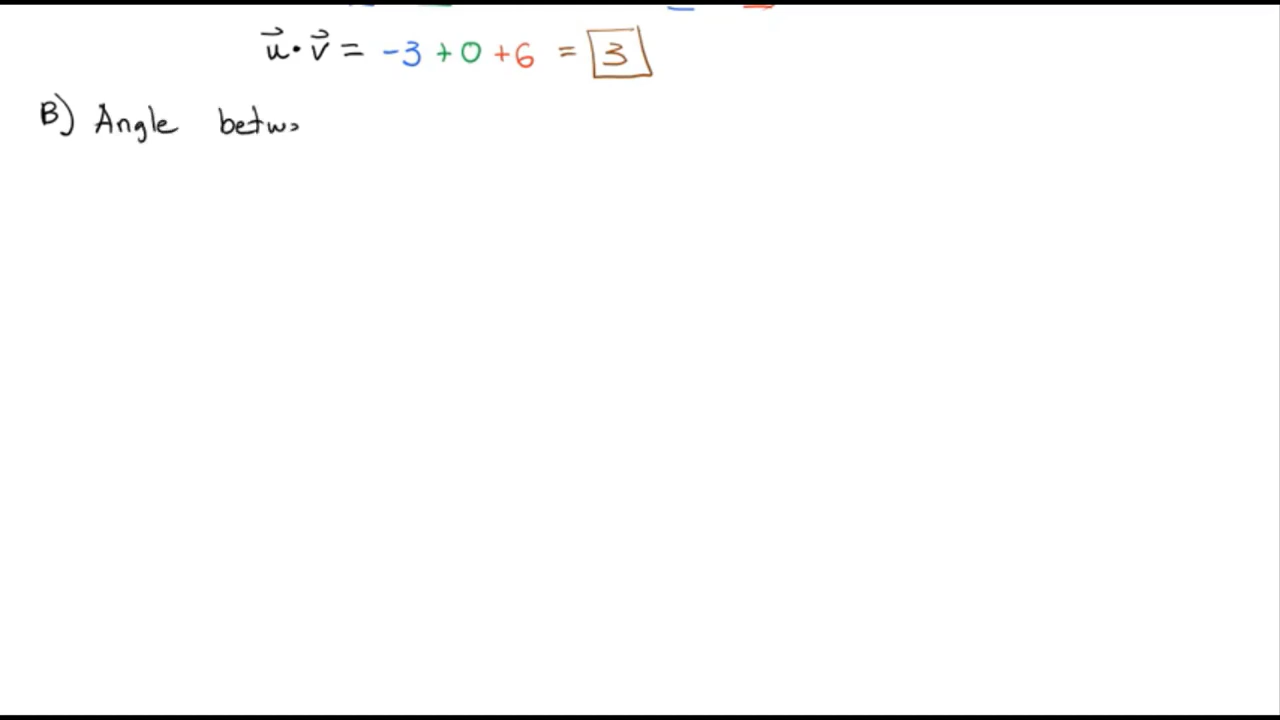 u⃗ · v⃗ = -3 + 0 + 6 = 3
B) Angle betw